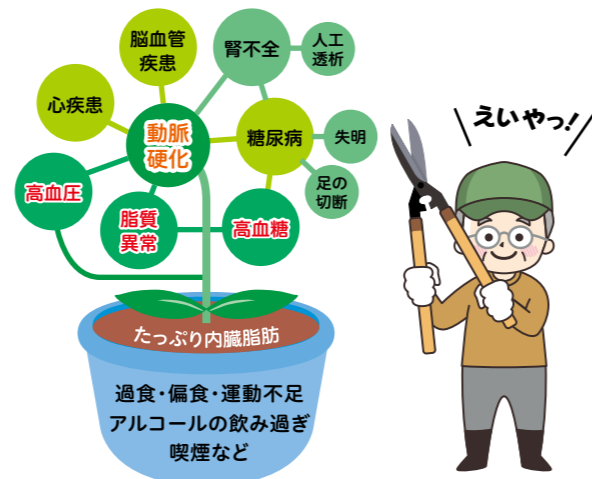 脳血管
疾患
腎不全
人工
透析
心疾患
動脈
硬化
糖尿病
失明
足の
切断
高血圧
脂質
異常
高血糖
えいやっ!
たっぷり内臓脂肪
過食・偏食・運動不足
アルコールの飲み過ぎ
喫煙など